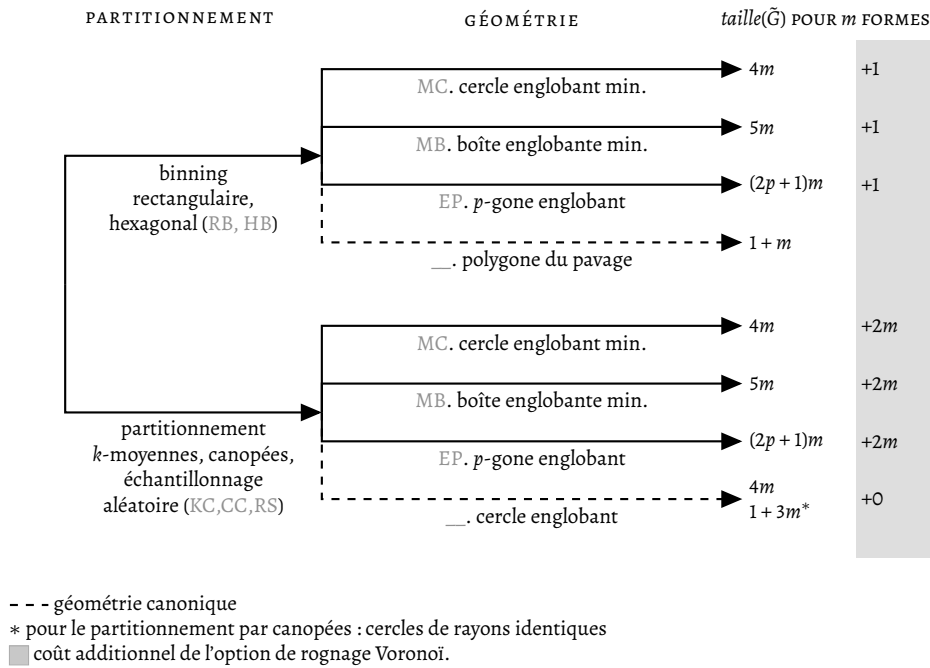 PARTITIONNEMENT GÉOMÉTRIE taille(G̃) POUR m FORMES
4m +1
MC. cercle englobant min.
5m +1
MB. boîte englobante min.
binning
rectangulaire,
hexagonal (RB, HB)
(2p + 1)m +1
EP. p-gone englobant
1 + m
__. polygone du pavage
4m +2m
MC. cercle englobant min.
5m +2m
MB. boîte englobante min.
partitionnement
k-moyennes, canopées,
échantillonnage
aléatoire (KC,CC,RS)
(2p + 1)m +2m
EP. p-gone englobant
4m
1 + 3m* +0
__. cercle englobant
--- géométrie canonique
* pour le partitionnement par canopées : cercles de rayons identiques
coût additionnel de l'option de rognage Voronoï.